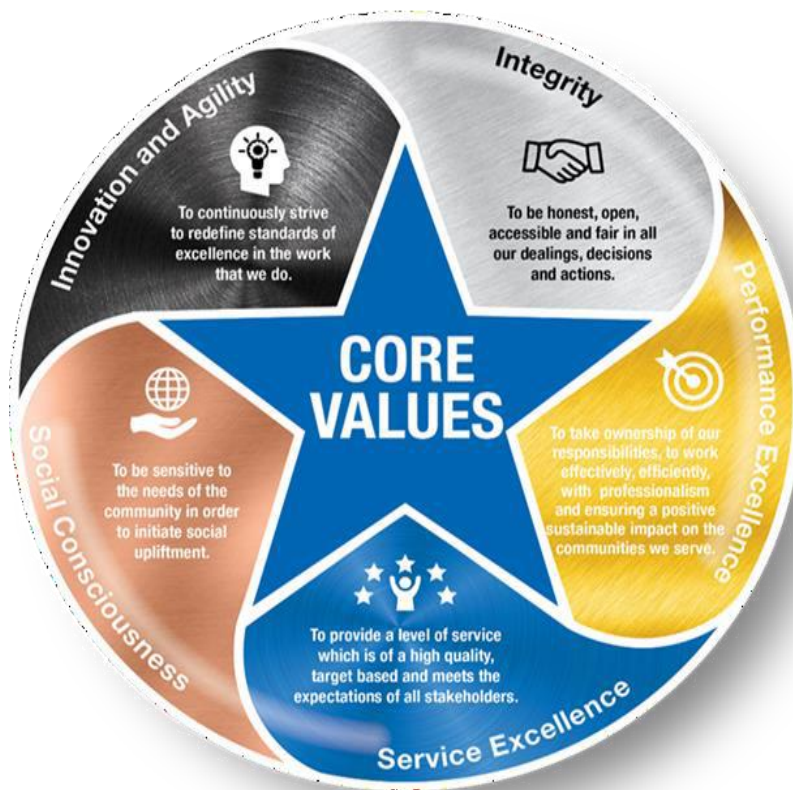 CORE
VALUES
Integrity
To be honest, open,
accessible and fair in all
our dealings, decisions
and actions.
Performance Excellence
To take ownership of our
responsibilities, to work
effectively, efficiently,
with professionalism
and ensuring a positive
sustainable impact on the
communities we serve.
Service Excellence
To provide a level of service
which is of a high quality,
target based and meets the
expectations of all stakeholders.
Social Consciousness
To be sensitive to
the needs of the
community in order
to initiate social
upliftment.
Innovation and Agility
To continuously strive
to redefine standards of
excellence in the work
that we do.